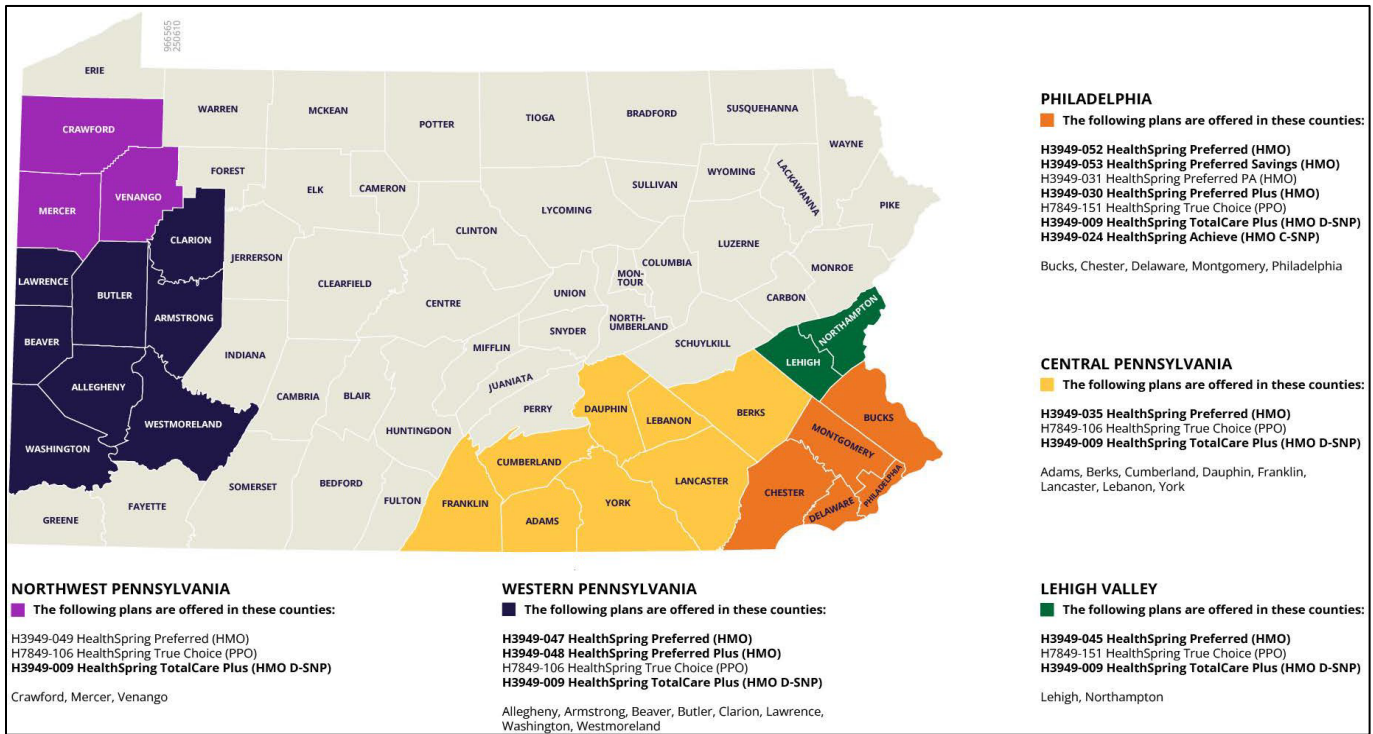 966565
250610
ERIE
CRAWFORD
WARREN
MCKEAN
POTTER
TIOGA
BRADFORD
SUSQUEHANNA
WAYNE
FOREST
ELK
CAMERON
SULLIVAN
WYOMING
LACKAWANNA
PIKE
MERCER
VENANGO
CLARION
LYCOMING
CLINTON
LUZERNE
LAWRENCE
BUTLER
JERRERSON
CLEARFIELD
CENTRE
UNION
MON-
TOUR
COLUMBIA
MONROE
CARBON
ARMSTRONG
BEAVER
SNYDER
NORTH-
UMBERLAND
SCHUYLKILL
NORTHAMPTON
LEHIGH
INDIANA
MIFFLIN
JUANIATA
ALLEGHENY
CAMBRIA
BLAIR
HUNTINGDON
PERRY
DAUPHIN
LEBANON
BERKS
BUCKS
WESTMORELAND
WASHINGTON
MONTGOMERY
CUMBERLAND
SOMERSET
BEDFORD
FULTON
FRANKLIN
ADAMS
YORK
LANCASTER
CHESTER
DELAWARE
PHILADELPHIA
GREENE
FAYETTE
PHILADELPHIA
The following plans are offered in these counties:
H3949-052 HealthSpring Preferred (HMO)
H3949-053 HealthSpring Preferred Savings (HMO)
H3949-031 HealthSpring Preferred PA (HMO)
H3949-030 HealthSpring Preferred Plus (HMO)
H7849-151 HealthSpring True Choice (PPO)
H3949-009 HealthSpring TotalCare Plus (HMO D-SNP)
H3949-024 HealthSpring Achieve (HMO C-SNP)
Bucks, Chester, Delaware, Montgomery, Philadelphia
CENTRAL PENNSYLVANIA
The following plans are offered in these counties:
H3949-035 HealthSpring Preferred (HMO)
H7849-106 HealthSpring True Choice (PPO)
H3949-009 HealthSpring TotalCare Plus (HMO D-SNP)
Adams, Berks, Cumberland, Dauphin, Franklin,
Lancaster, Lebanon, York
NORTHWEST PENNSYLVANIA
The following plans are offered in these counties:
H3949-049 HealthSpring Preferred (HMO)
H7849-106 HealthSpring True Choice (PPO)
H3949-009 HealthSpring TotalCare Plus (HMO D-SNP)
Crawford, Mercer, Venango
WESTERN PENNSYLVANIA
The following plans are offered in these counties:
H3949-047 HealthSpring Preferred (HMO)
H3949-048 HealthSpring Preferred Plus (HMO)
H7849-106 HealthSpring True Choice (PPO)
H3949-009 HealthSpring TotalCare Plus (HMO D-SNP)
Allegheny, Armstrong, Beaver, Butler, Clarion, Lawrence,
Washington, Westmoreland
LEHIGH VALLEY
The following plans are offered in these counties:
H3949-045 HealthSpring Preferred (HMO)
H7849-151 HealthSpring True Choice (PPO)
H3949-009 HealthSpring TotalCare Plus (HMO D-SNP)
Lehigh, Northampton